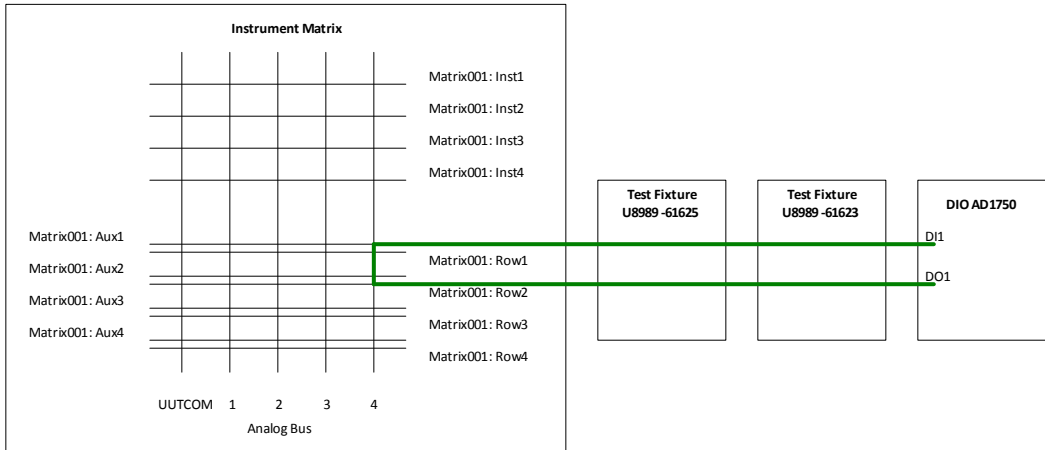 Instrument Matrix
Matrix001: Inst1
Matrix001: Inst2
Matrix001: Inst3
Matrix001: Inst4
Matrix001: Aux1
Matrix001: Aux2
Matrix001: Aux3
Matrix001: Aux4
Matrix001: Row1
Matrix001: Row2
Matrix001: Row3
Matrix001: Row4
UUTCOM 1 2 3 4
Analog Bus
Test Fixture
U8989 -61625
Test Fixture
U8989 -61623
DIO AD1750
DI1
DO1